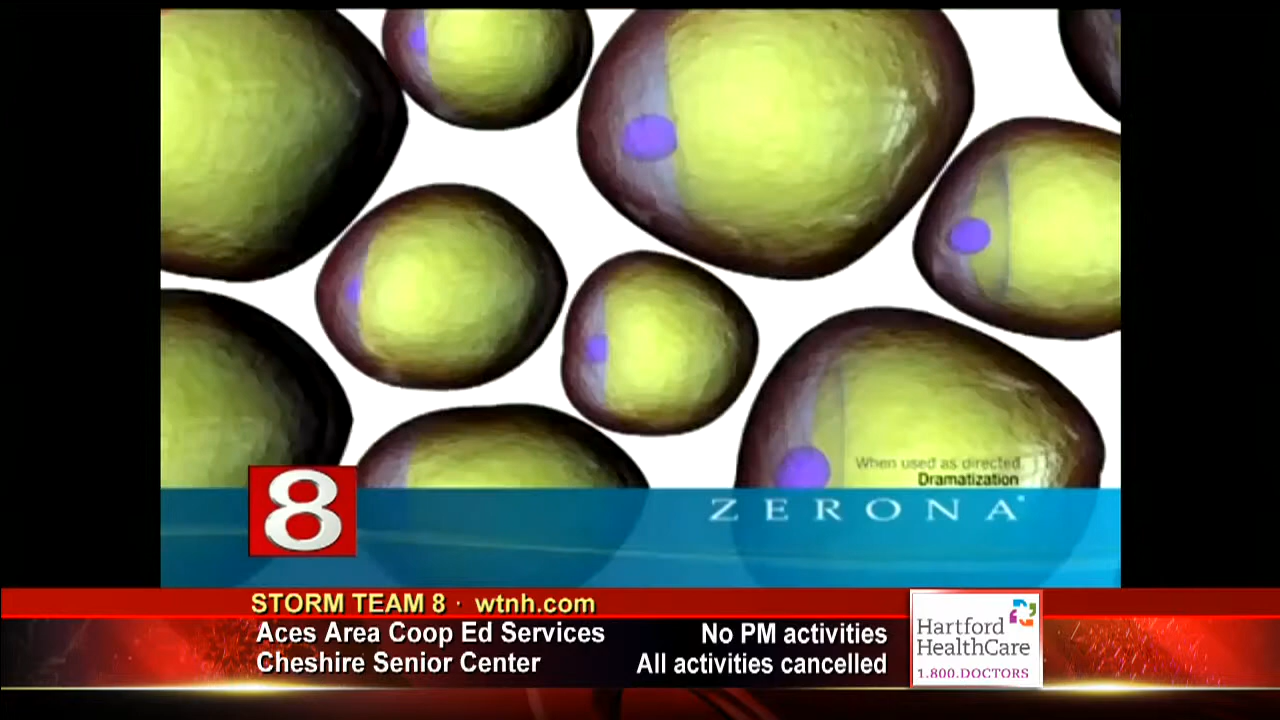 When used as directed.
Dramatization
ZERONA
8
STORM TEAM 8 · wtnh.com
Aces Area Coop Ed Services No PM activities
Cheshire Senior Center All activities cancelled
Hartford
HealthCare
1.800.DOCTORS